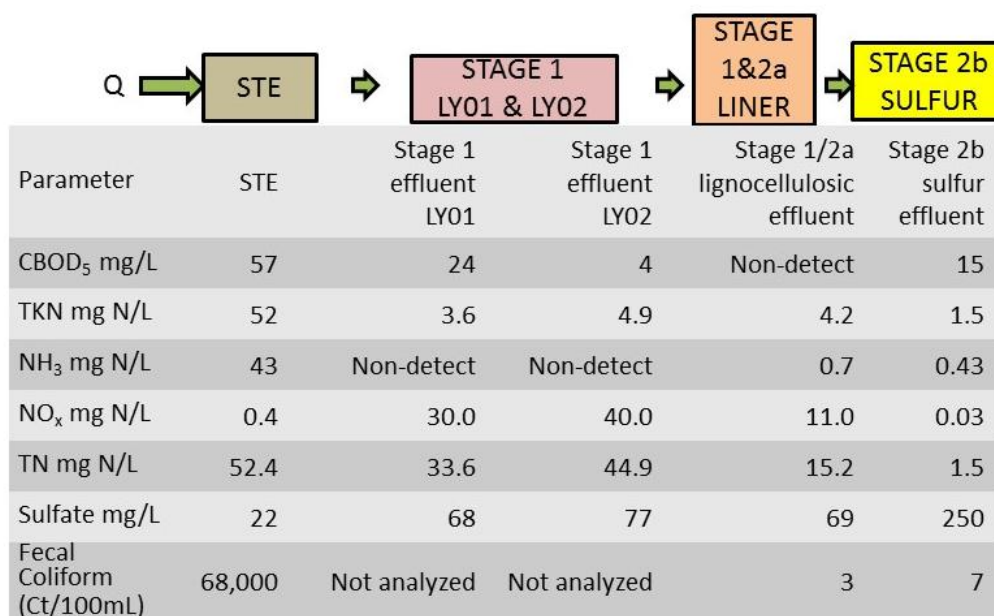 Q
STE
STAGE 1
LY01 & LY02
STAGE
1&2a
LINER
STAGE 2b
SULFUR
Parameter STE Stage 1 effluent LY01 Stage 1 effluent LY02 Stage 1/2a lignocellulosic effluent Stage 2b sulfur effluent
CBOD₅ mg/L 57 24 4 Non-detect 15
TKN mg N/L 52 3.6 4.9 4.2 1.5
NH₃ mg N/L 43 Non-detect Non-detect 0.7 0.43
NOₓ mg N/L 0.4 30.0 40.0 11.0 0.03
TN mg N/L 52.4 33.6 44.9 15.2 1.5
Sulfate mg/L 22 68 77 69 250
Fecal Coliform (Ct/100mL) 68,000 Not analyzed Not analyzed 3 7